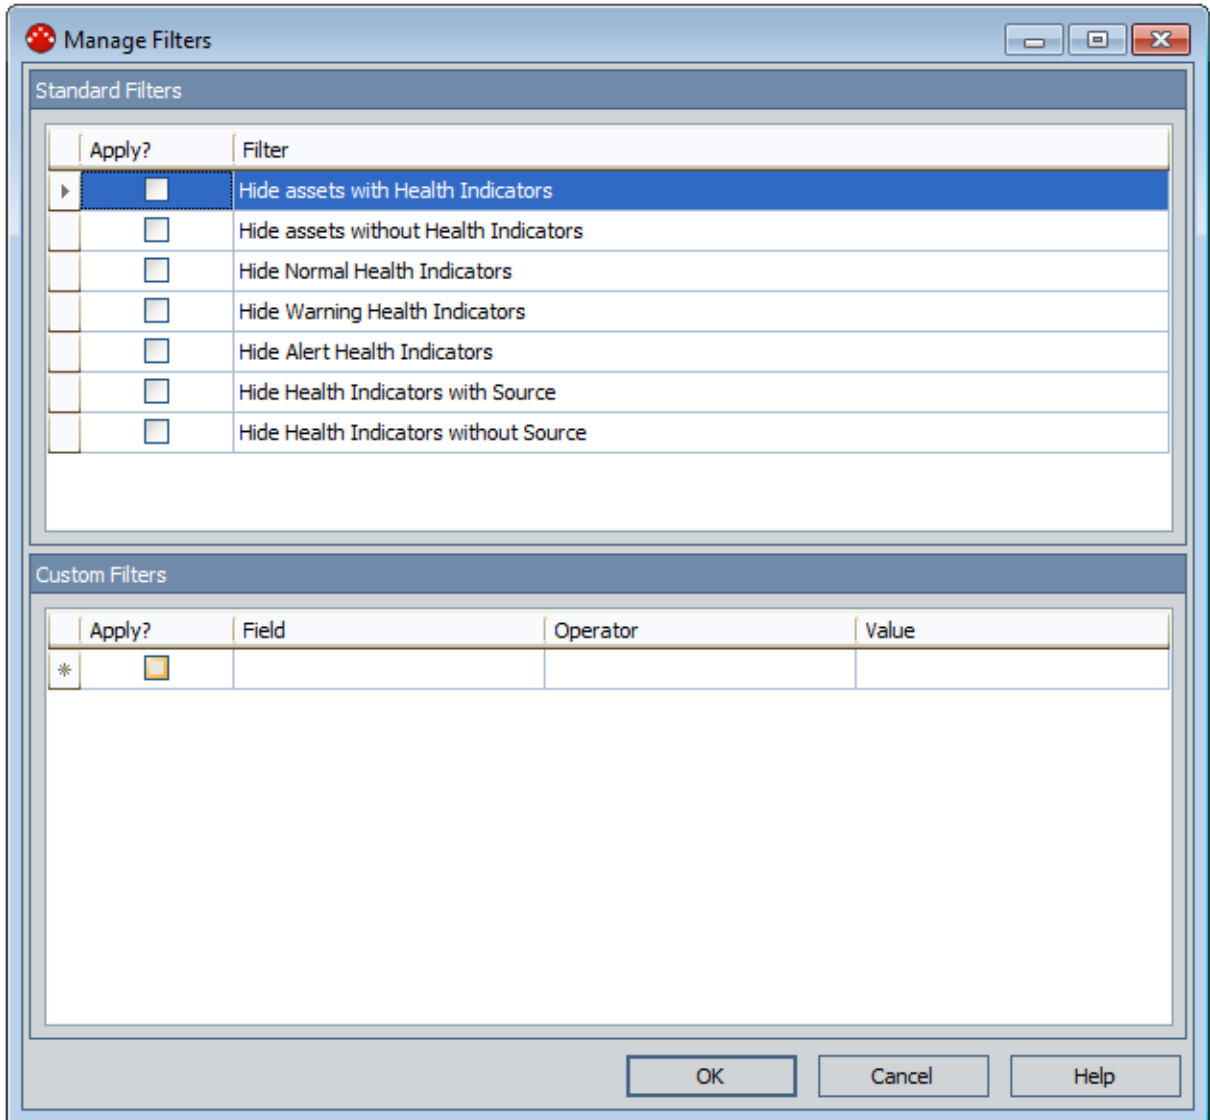 Manage Filters
Standard Filters
Apply? Filter
Hide assets with Health Indicators
Hide assets without Health Indicators
Hide Normal Health Indicators
Hide Warning Health Indicators
Hide Alert Health Indicators
Hide Health Indicators with Source
Hide Health Indicators without Source
Custom Filters
Apply? Field Operator Value
OK Cancel Help